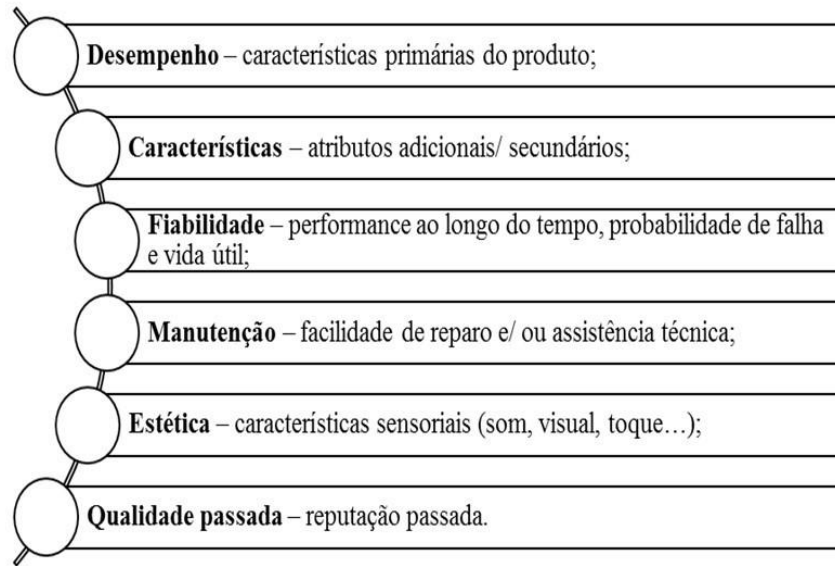 Desempenho – características primárias do produto;
Características – atributos adicionais/ secundários;
Fiabilidade – performance ao longo do tempo, probabilidade de falha
e vida útil;
Manutenção – facilidade de reparo e/ ou assistência técnica;
Estética – características sensoriais (som, visual, toque…);
Qualidade passada – reputação passada.